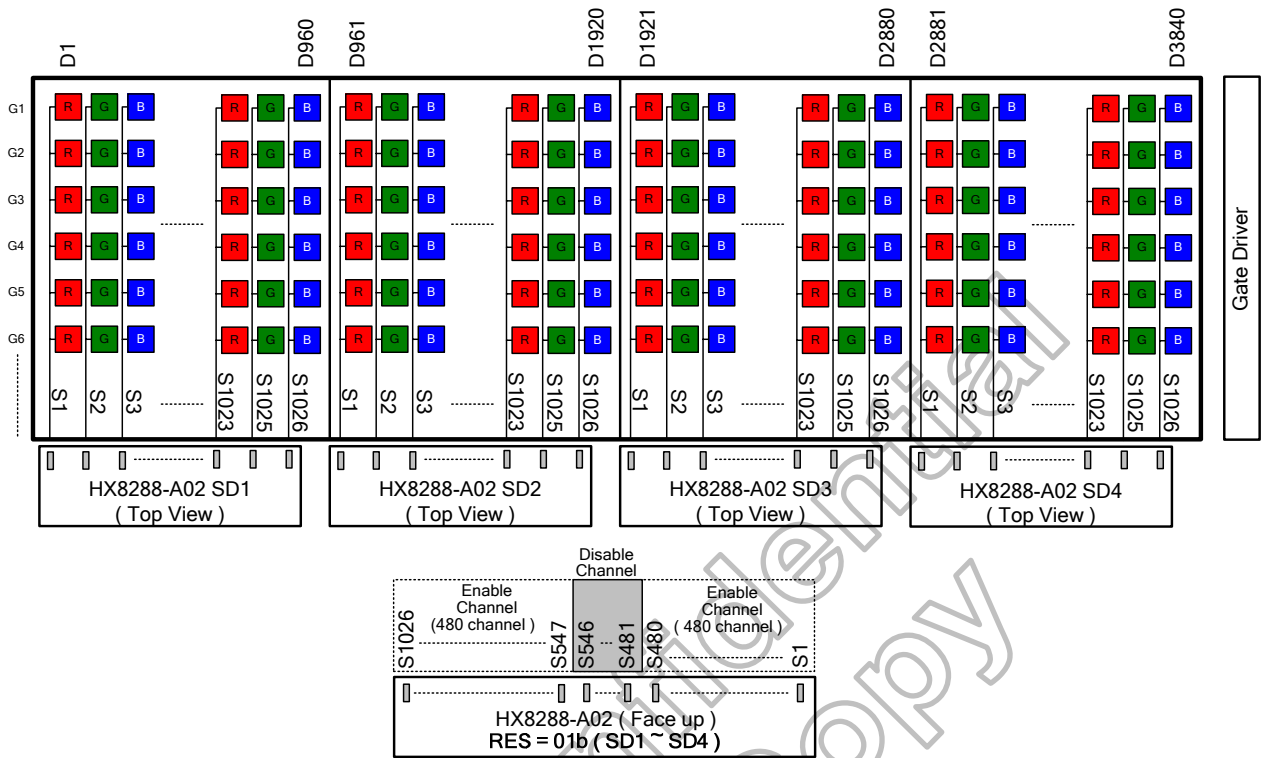 D1 D960 D961 D1920 D1921 D2880 D2881 D3840
G1 R G B R G B R G B R G B R G B R G B R G B R G B
G2 R G B R G B R G B R G B R G B R G B R G B R G B
G3 R G B R G B R G B R G B R G B R G B R G B R G B
G4 R G B R G B R G B R G B R G B R G B R G B R G B
G5 R G B R G B R G B R G B R G B R G B R G B R G B
G6 R G B R G B R G B R G B R G B R G B R G B R G B
Gate Driver
S1 S2 S3 S1023 S1025 S1026 S1 S2 S3 S1023 S1025 S1026 S1 S2 S3 S1023 S1025 S1026 S1 S2 S3 S1023 S1025 S1026
HX8288-A02 SD1 HX8288-A02 SD2 HX8288-A02 SD3 HX8288-A02 SD4
( Top View ) ( Top View ) ( Top View ) ( Top View )
Disable
Channel
Enable
Channel
(480 channel )
Enable
Channel
( 480 channel )
S1026 S547 S546 S481 S480 S1
HX8288-A02 ( Face up )
RES = 01b ( SD1 ~ SD4 )